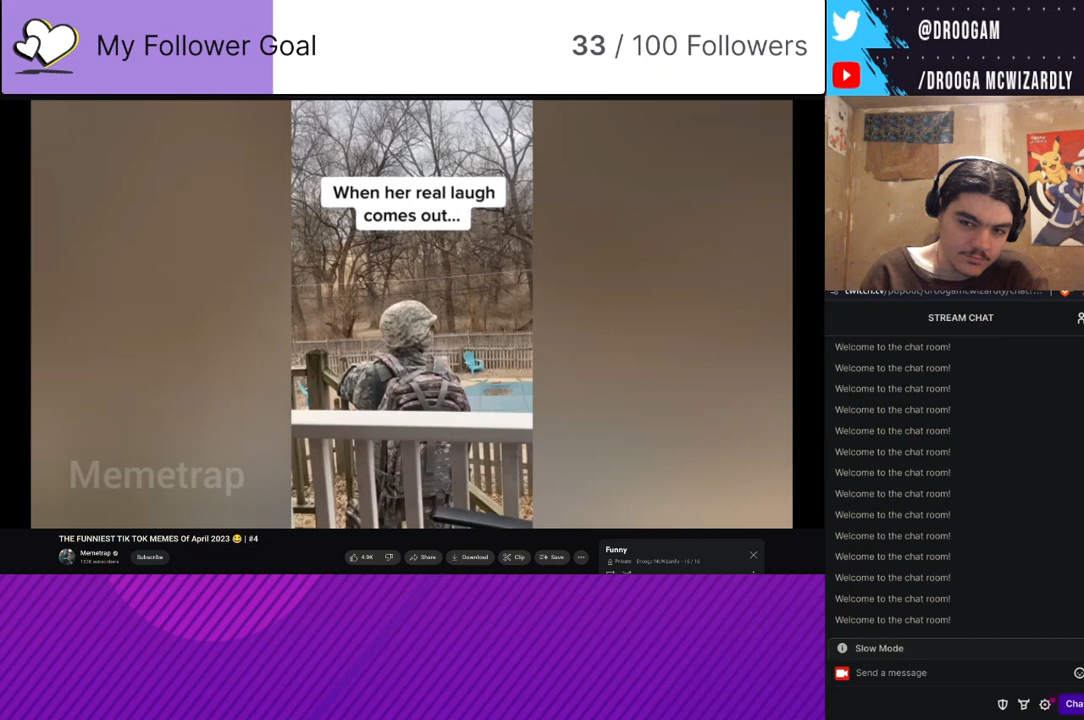 My Follower Goal
33 / 100 Followers
@DROOGAM
/DROOGA MCWIZARDLY
When her real laugh
comes out...
Memetrap
THE FUNNIEST TIK TOK MEMES Of April 2023 😂 | #4
Memetrap
Subscribe
4.9K
Share
Download
Clip
Save
Funny
Private
Drooga McWizardly
STREAM CHAT
Welcome to the chat room!
Welcome to the chat room!
Welcome to the chat room!
Welcome to the chat room!
Welcome to the chat room!
Welcome to the chat room!
Welcome to the chat room!
Welcome to the chat room!
Welcome to the chat room!
Welcome to the chat room!
Welcome to the chat room!
Welcome to the chat room!
Welcome to the chat room!
Welcome to the chat room!
Slow Mode
Send a message
Cha